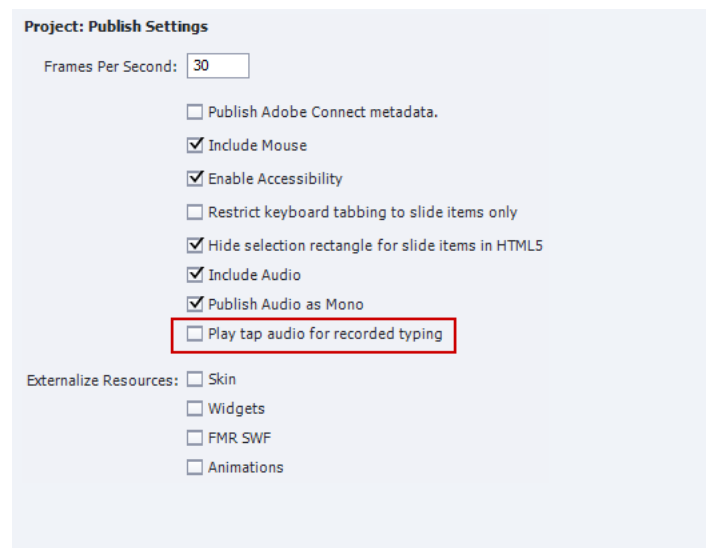 Project: Publish Settings
Frames Per Second: 30
Publish Adobe Connect metadata.
Include Mouse
Enable Accessibility
Restrict keyboard tabbing to slide items only
Hide selection rectangle for slide items in HTML5
Include Audio
Publish Audio as Mono
Play tap audio for recorded typing
Externalize Resources: Skin
Widgets
FMR SWF
Animations